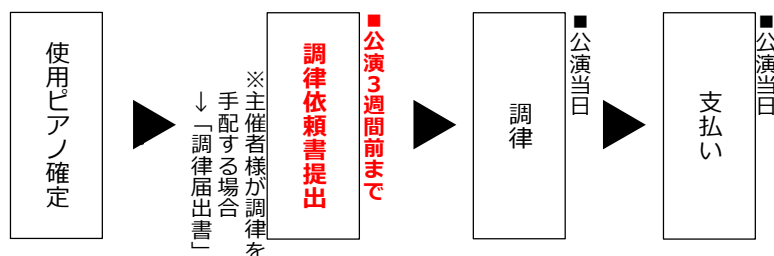 使用ピアノ確定
■公演3週間前まで
調律依頼書提出
※主催者様が調律を
手配する場合
↓「調律届出書」
■公演当日
調律
■公演当日
支払い